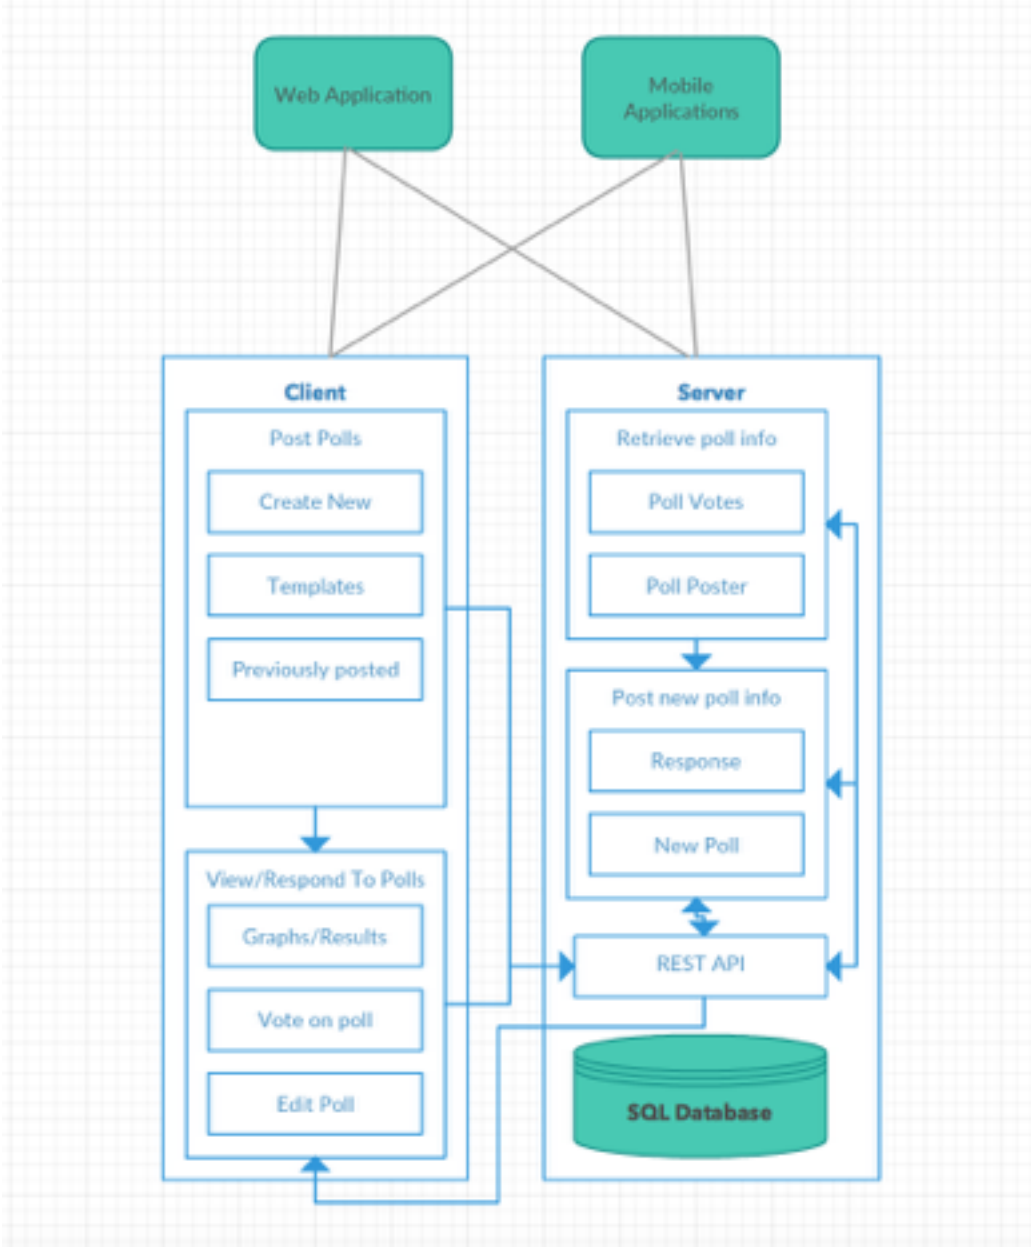 Web Application
Mobile
Applications
Client
Post Polls
Create New
Templates
Previously posted
View/Respond To Polls
Graphs/Results
Vote on poll
Edit Poll
Server
Retrieve poll info
Poll Votes
Poll Poster
Post new poll info
Response
New Poll
REST API
SQL Database